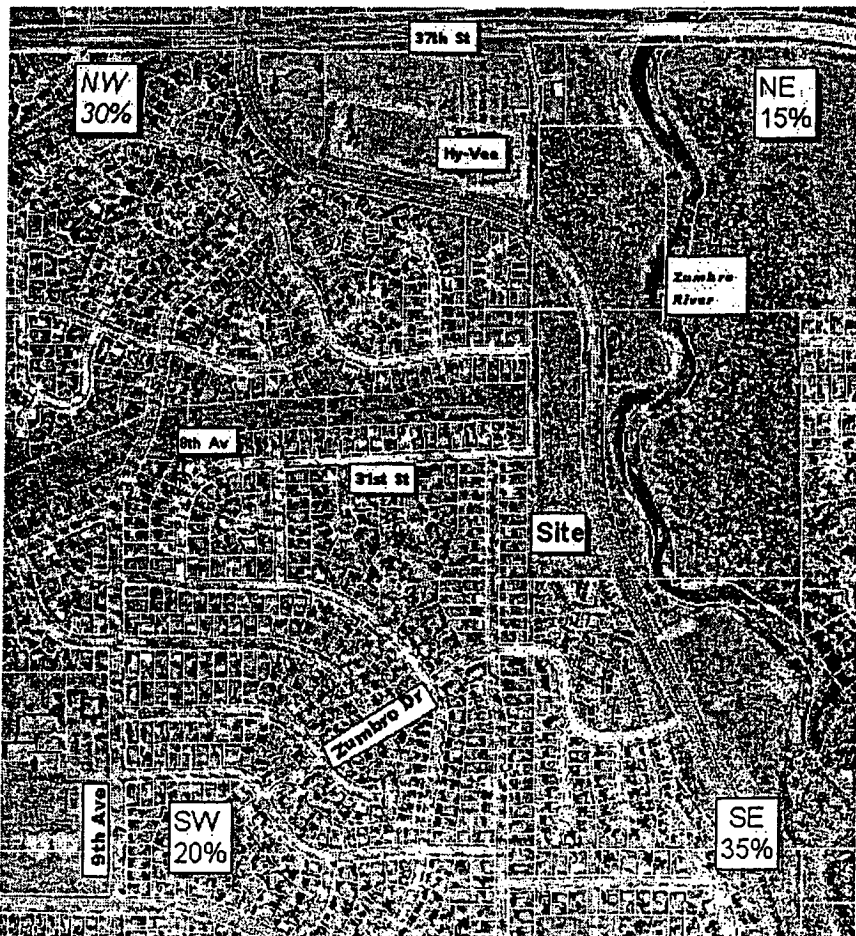 37th St
NW
30%
NE
15%
Hy-Vee
Zumbro
River
8th Av
31st St
Site
Zumbro Dr
9th Ave
SW
20%
SE
35%